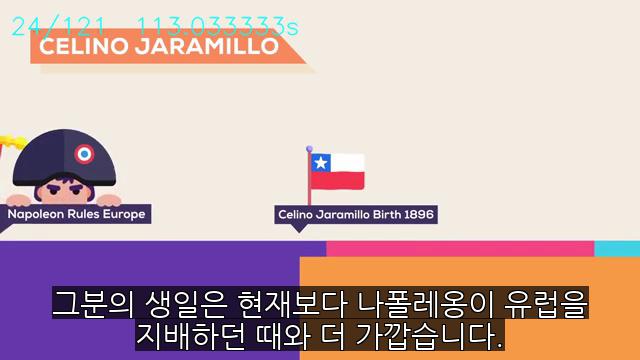 24/121 113.033333s
CELINO JARAMILLO
Napoleon Rules Europe
Celino Jaramillo Birth 1896
그분의 생일은 현재보다 나폴레옹이 유럽을
지배하던 때와 더 가깝습니다.